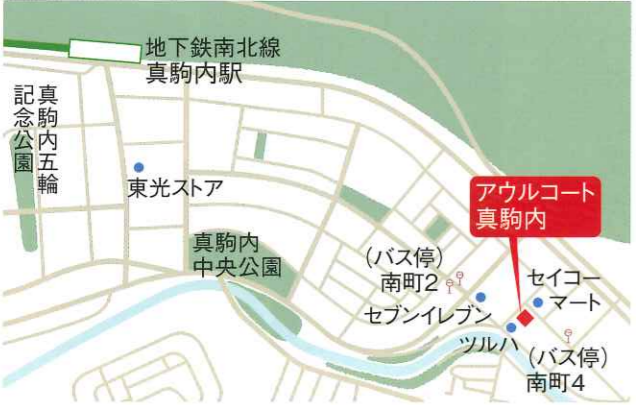 地下鉄南北線
真駒内駅
真駒内五輪
記念公園
東光ストア
アウルコート
真駒内
真駒内
中央公園
(バス停)
南町2
セイコー
マート
セブンイレブン
ツルハ
(バス停)
南町4